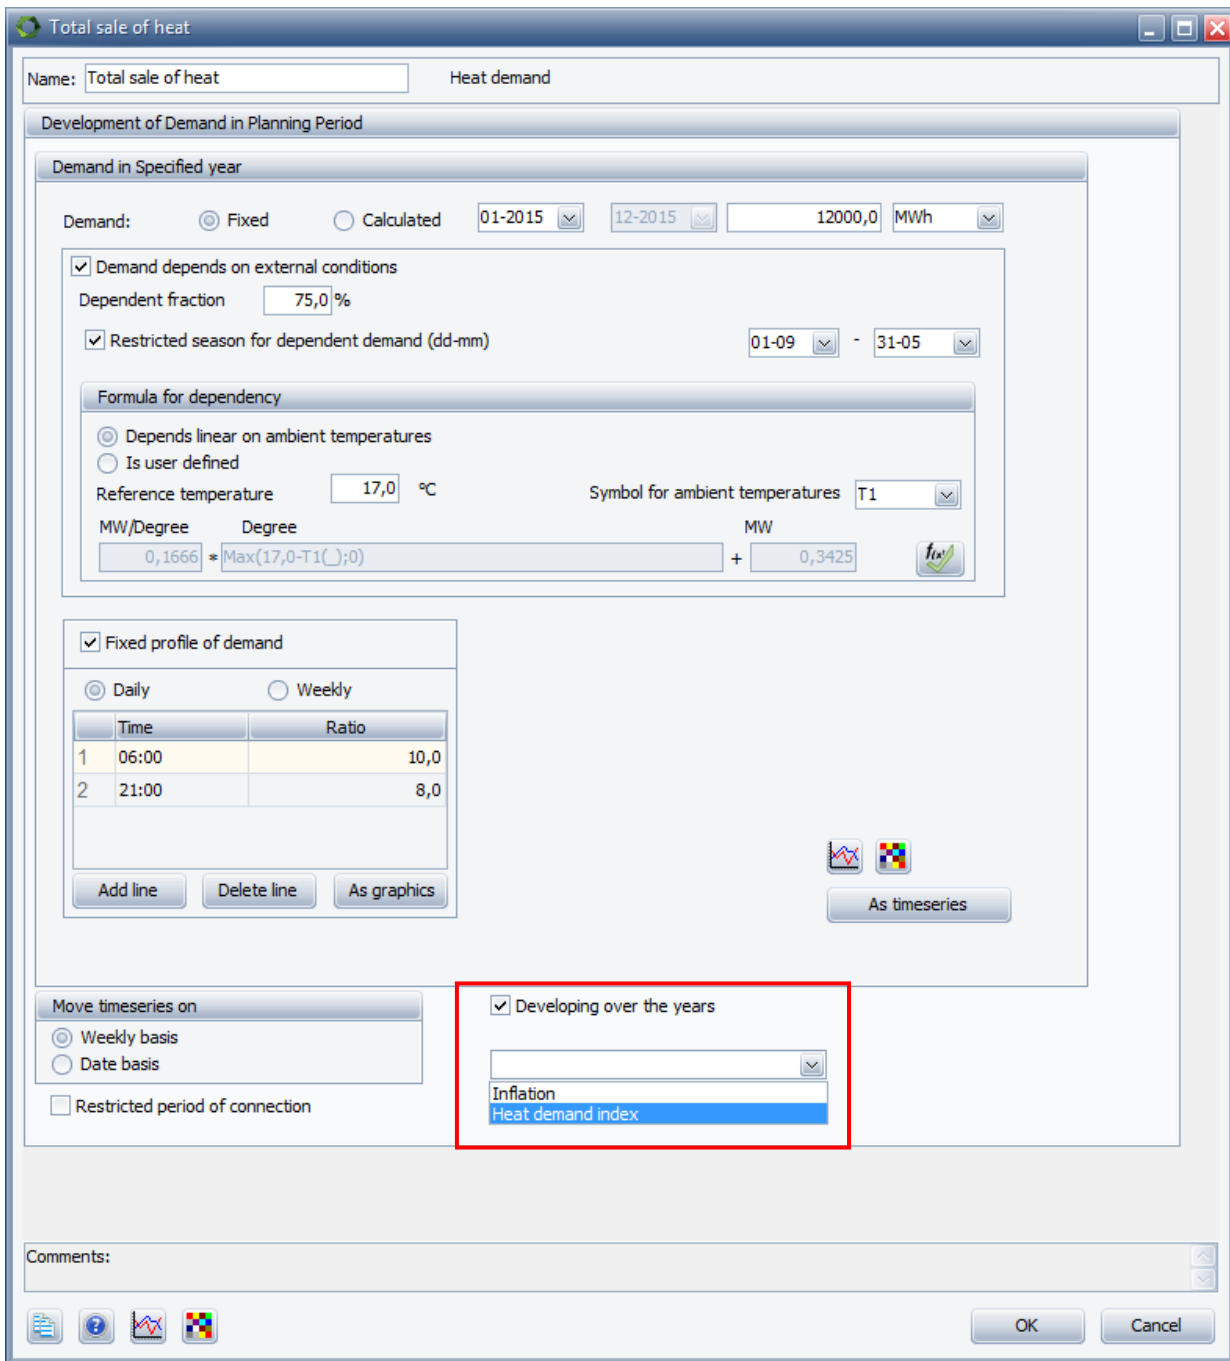 Total sale of heat
Name: Total sale of heat Heat demand
Development of Demand in Planning Period
Demand in Specified year
Demand: Fixed Calculated 01-2015 12-2015 12000,0 MWh
Demand depends on external conditions
Dependent fraction 75,0 %
Restricted season for dependent demand (dd-mm) 01-09 - 31-05
Formula for dependency
Depends linear on ambient temperatures
Is user defined
Reference temperature 17,0 ºC Symbol for ambient temperatures T1
MW/Degree Degree MW
0,1666 * Max(17,0-T1(_);0) + 0,3425 f(x)
Fixed profile of demand
Daily Weekly
Time Ratio
1 06:00 10,0
2 21:00 8,0
Add line Delete line As graphics
As timeseries
Move timeseries on
Weekly basis
Date basis
Restricted period of connection
Developing over the years
Inflation
Heat demand index
Comments:
OK Cancel